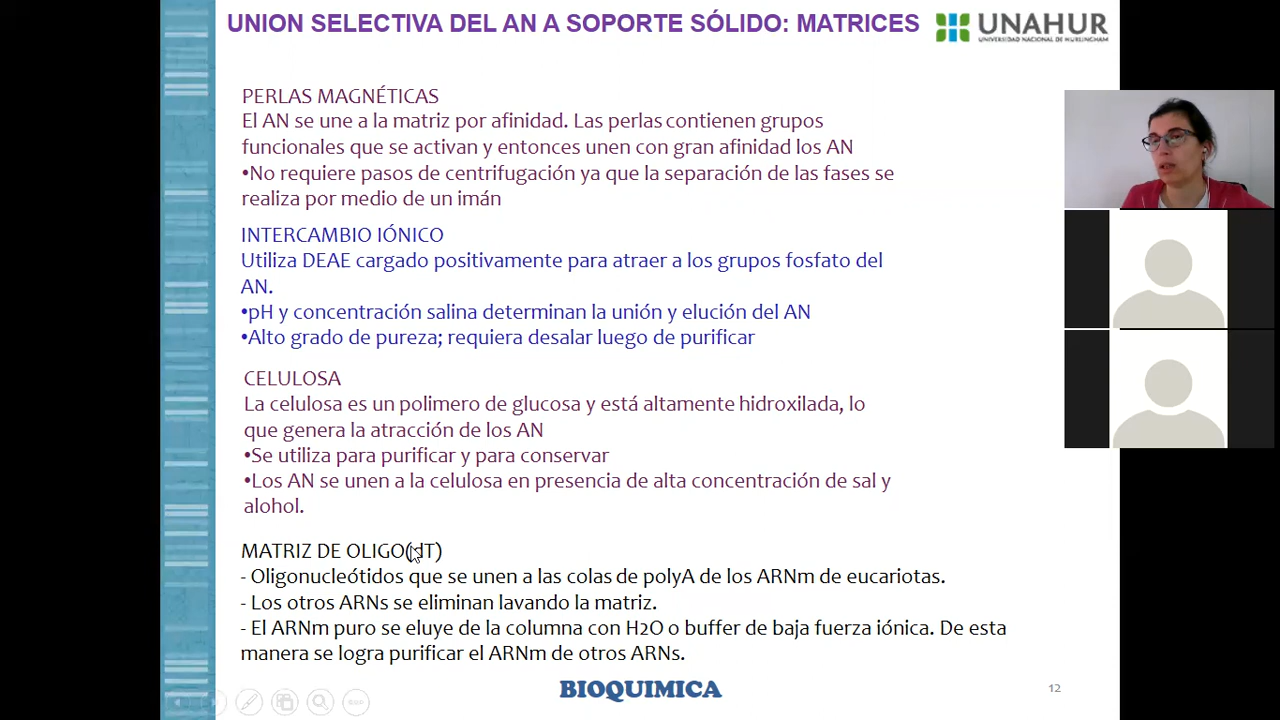 UNION SELECTIVA DEL AN A SOPORTE SÓLIDO: MATRICES
UNAHUR
UNIVERSIDAD NACIONAL DE HURLINGHAM
PERLAS MAGNÉTICAS
El AN se une a la matriz por afinidad. Las perlas contienen grupos
funcionales que se activan y entonces unen con gran afinidad los AN
•No requiere pasos de centrifugación ya que la separación de las fases se
realiza por medio de un imán
INTERCAMBIO IÓNICO
Utiliza DEAE cargado positivamente para atraer a los grupos fosfato del
AN.
•pH y concentración salina determinan la unión y elución del AN
•Alto grado de pureza; requiera desalar luego de purificar
CELULOSA
La celulosa es un polimero de glucosa y está altamente hidroxilada, lo
que genera la atracción de los AN
•Se utiliza para purificar y para conservar
•Los AN se unen a la celulosa en presencia de alta concentración de sal y
alohol.
MATRIZ DE OLIGO(dT)
- Oligonucleótidos que se unen a las colas de polyA de los ARNm de eucariotas.
- Los otros ARNs se eliminan lavando la matriz.
- El ARNm puro se eluye de la columna con H2O o buffer de baja fuerza iónica. De esta
manera se logra purificar el ARNm de otros ARNs.
BIOQUIMICA
12